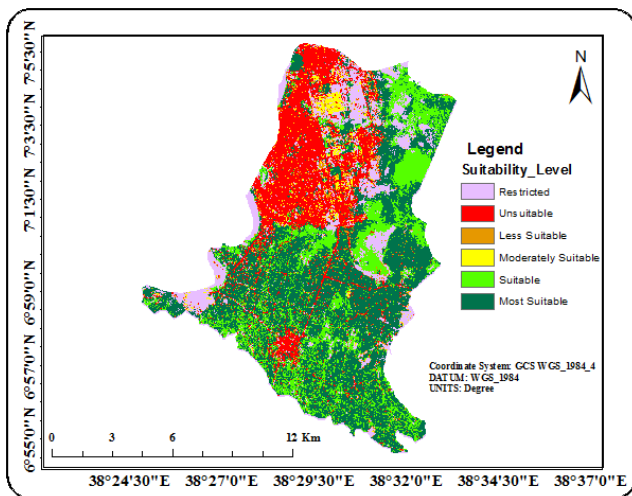 N
Legend
Suitability_Level
Restricted
Unsuitable
Less Suitable
Moderately Suitable
Suitable
Most Suitable
Coordinate System: GCS WGS_1984_4
DATUM: WGS_1984
UNITS: Degree
0 3 6 12 Km
7°5'30"N
7°3'30"N
7°1'30"N
6°59'0"N
6°57'0"N
6°55'0"N
38°24'30"E 38°27'0"E 38°29'30"E 38°32'0"E 38°34'30"E 38°37'0"E